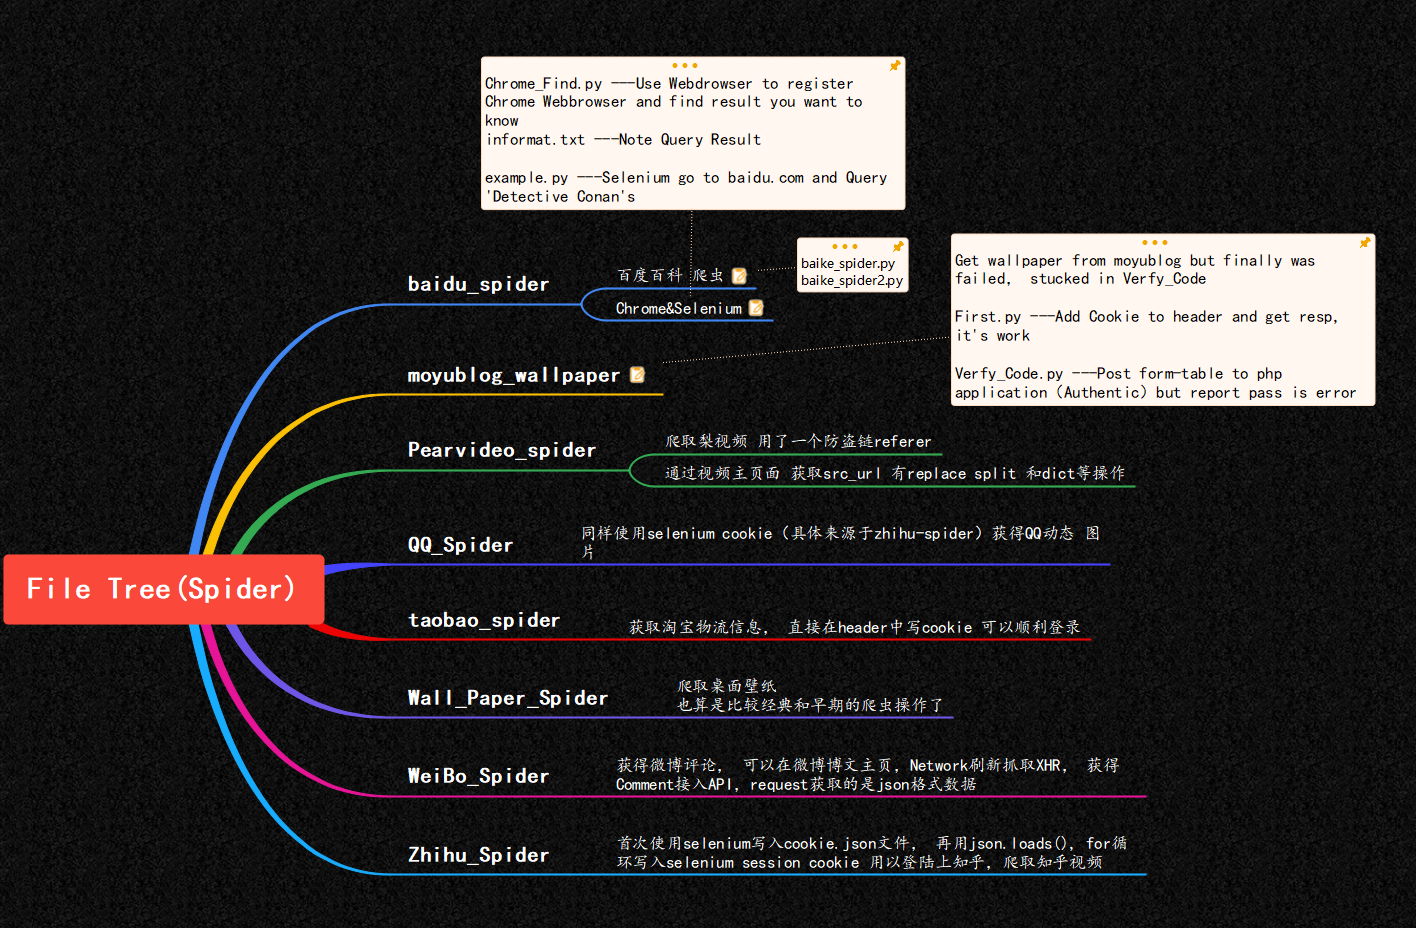 Chrome_Find.py ---Use Webdrowser to register
Chrome Webbrowser and find result you want to
know
informat.txt ---Note Query Result
example.py ---Selenium go to baidu.com and Query
'Detective Conan's
baike_spider.py
baike_spider2.py
Get wallpaper from moyublog but finally was
failed， stucked in Verfy_Code
First.py ---Add Cookie to header and get resp,
it's work
Verfy_Code.py ---Post form-table to php
application（Authentic）but report pass is error
baidu_spider
百度百科 爬虫
Chrome&Selenium
moyublog_wallpaper
Pearvideo_spider
爬取梨视频 用了一个防盗链referer
通过视频主页面 获取src_url 有replace split 和dict等操作
QQ_Spider
同样使用selenium cookie（具体来源于zhihu-spider）获得QQ动态 图
片
File Tree(Spider)
taobao_spider
获取淘宝物流信息， 直接在header中写cookie 可以顺利登录
Wall_Paper_Spider
爬取桌面壁纸
也算是比较经典和早期的爬虫操作了
WeiBo_Spider
获得微博评论， 可以在微博博文主页，Network刷新抓取XHR， 获得
Comment接入API，request获取的是json格式数据
Zhihu_Spider
首次使用selenium写入cookie.json文件， 再用json.loads()，for循
环写入selenium session cookie 用以登陆上知乎，爬取知乎视频